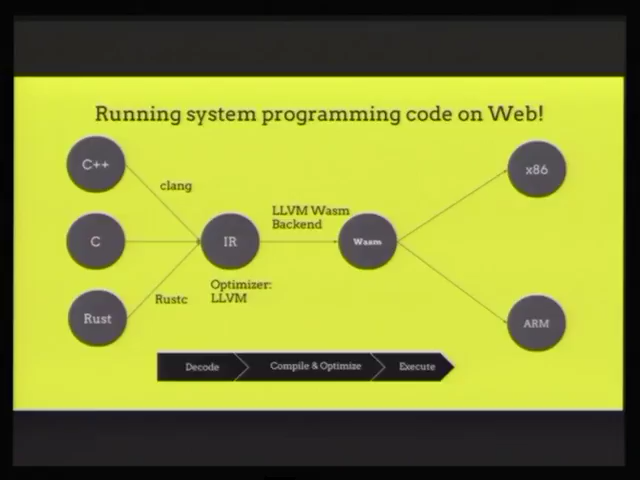 Running system programming code on Web!
C++
x86
clang
LLVM Wasm
Backend
C
IR
Wasm
Optimizer:
LLVM
Rustc
Rust
ARM
Decode
Compile & Optimize
Execute